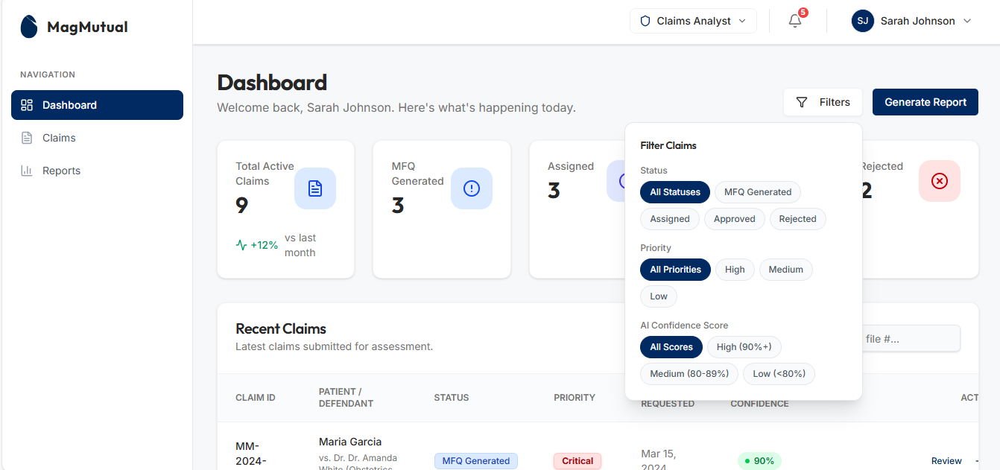 MagMutual
Claims Analyst
5
SJ
Sarah Johnson
NAVIGATION
Dashboard
Claims
Reports
Dashboard
Welcome back, Sarah Johnson. Here's what's happening today.
Filters
Generate Report
Total Active
Claims
9
+12%
vs last
month
MFQ
Generated
3
Assigned
3
Rejected
2
Filter Claims
Status
All Statuses
MFQ Generated
Assigned
Approved
Rejected
Priority
All Priorities
High
Medium
Low
AI Confidence Score
All Scores
High (90%+)
Medium (80-89%)
Low (<80%)
Recent Claims
Latest claims submitted for assessment.
file #...
CLAIM ID
PATIENT /
DEFENDANT
STATUS
PRIORITY
REQUESTED
CONFIDENCE
ACT
MM-
2024-
Maria Garcia
vs. Dr. Dr. Amanda
White (Obstetrics
MFQ Generated
Critical
Mar 15,
2024
90%
Review